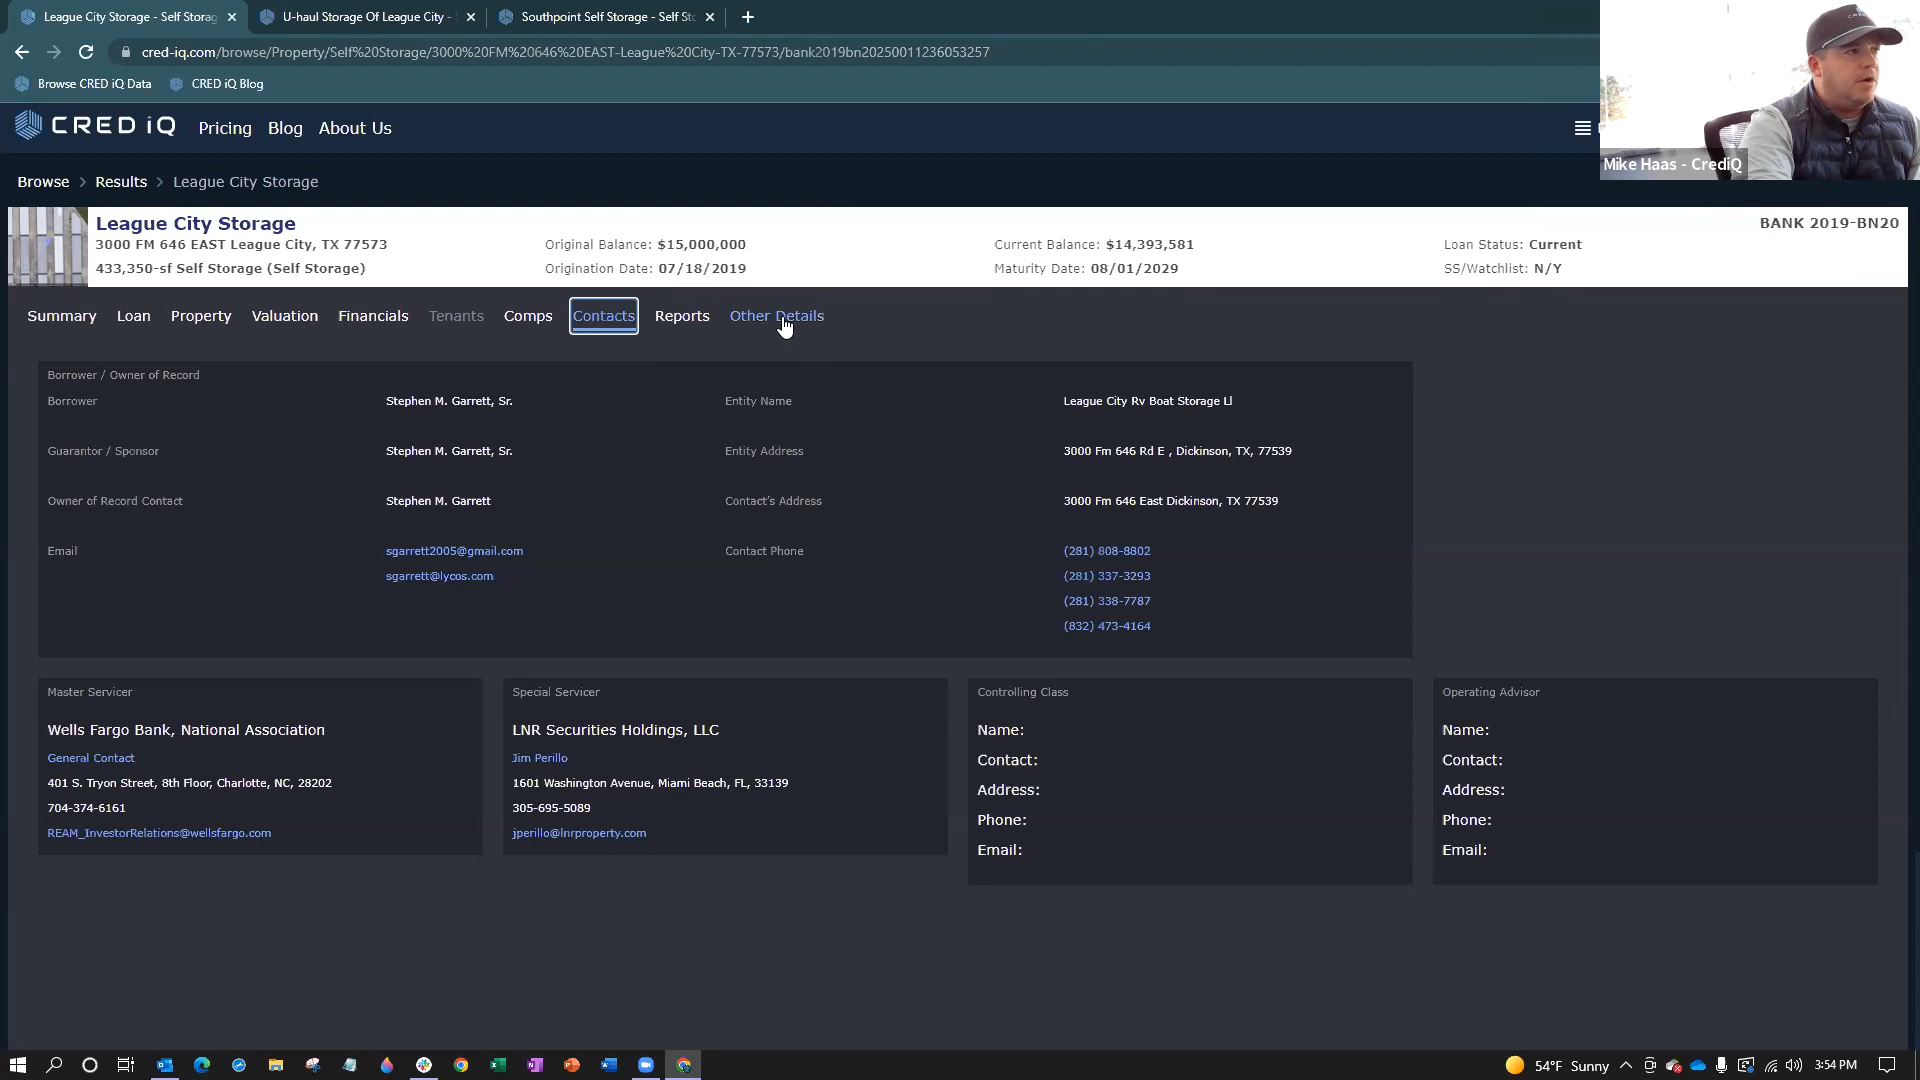 League City Storage - Self Storag
U-haul Storage Of League City -
Southpoint Self Storage - Self Sto
cred-iq.com/browse/Property/Self%20Storage/3000%20FM%20646%20EAST-League%20City-TX-77573/bank2019bn20250011236053257
Browse CRED iQ Data
CRED iQ Blog
CRED iQ
Pricing
Blog
About Us
Mike Haas - CrediQ
Browse > Results > League City Storage
League City Storage
BANK 2019-BN20
3000 FM 646 EAST League City, TX 77573
Original Balance: $15,000,000
Current Balance: $14,393,581
Loan Status: Current
433,350-sf Self Storage (Self Storage)
Origination Date: 07/18/2019
Maturity Date: 08/01/2029
SS/Watchlist: N/Y
Summary Loan Property Valuation Financials Tenants Comps Contacts Reports Other Details
Borrower / Owner of Record
Borrower
Stephen M. Garrett, Sr.
Entity Name
League City Rv Boat Storage Ll
Guarantor / Sponsor
Stephen M. Garrett, Sr.
Entity Address
3000 Fm 646 Rd E , Dickinson, TX, 77539
Owner of Record Contact
Stephen M. Garrett
Contact's Address
3000 Fm 646 East Dickinson, TX 77539
Email
sgarrett2005@gmail.com
sgarrett@lycos.com
Contact Phone
(281) 808-8802
(281) 337-3293
(281) 338-7787
(832) 473-4164
Master Servicer
Wells Fargo Bank, National Association
General Contact
401 S. Tryon Street, 8th Floor, Charlotte, NC, 28202
704-374-6161
REAM_InvestorRelations@wellsfargo.com
Special Servicer
LNR Securities Holdings, LLC
Jim Perillo
1601 Washington Avenue, Miami Beach, FL, 33139
305-695-5089
jperillo@lnrproperty.com
Controlling Class
Name:
Contact:
Address:
Phone:
Email:
Operating Advisor
Name:
Contact:
Address:
Phone:
Email:
54°F Sunny
3:54 PM